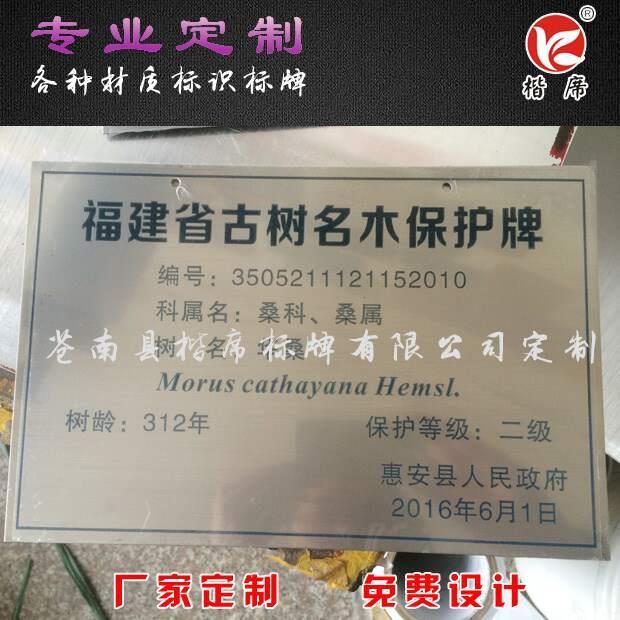 专业定制
各种材质标识标牌
®
楷席
福建省古树名木保护牌
编号：3505211121152010
科属名：桑科、桑属
树 名：华桑
苍南县楷席标牌有限公司定制
Morus cathayana Hemsl.
树龄：312年
保护等级：二级
惠安县人民政府
2016年6月1日
厂家定制 免费设计